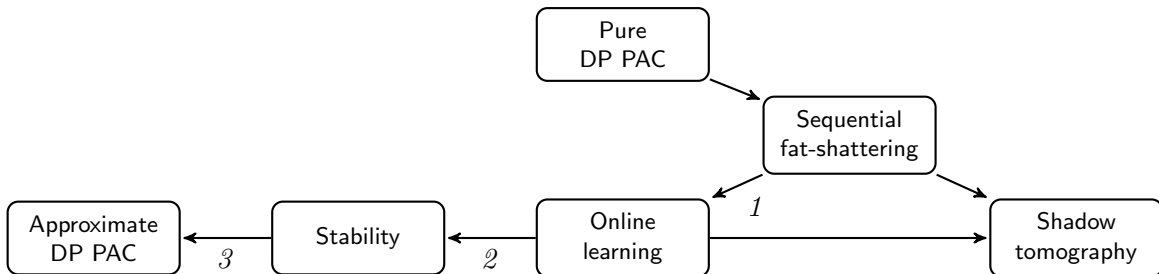 Pure
DP PAC
Sequential
fat-shattering
1
Approximate
DP PAC
3
Stability
2
Online
learning
Shadow
tomography